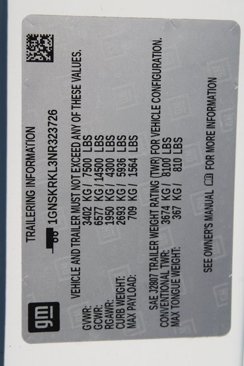 TRAILERING INFORMATION
1GNSKRKL3NR323726
VEHICLE AND TRAILER MUST NOT EXCEED ANY OF THESE VALUES.
GVWR: 3402 KG / 7500 LBS
GCWR: 6577 KG / 14500 LBS
RGAWR: 1950 KG / 4300 LBS
CURB WEIGHT: 2693 KG / 5936 LBS
MAX PAYLOAD: 709 KG / 1564 LBS
SAE J2807 TRAILER WEIGHT RATING (TWR) FOR VEHICLE CONFIGURATION.
CONVENTIONAL TWR: 3674 KG / 8100 LBS
MAX TONGUE WEIGHT: 367 KG / 810 LBS
SEE OWNER'S MANUAL FOR MORE INFORMATION
gm